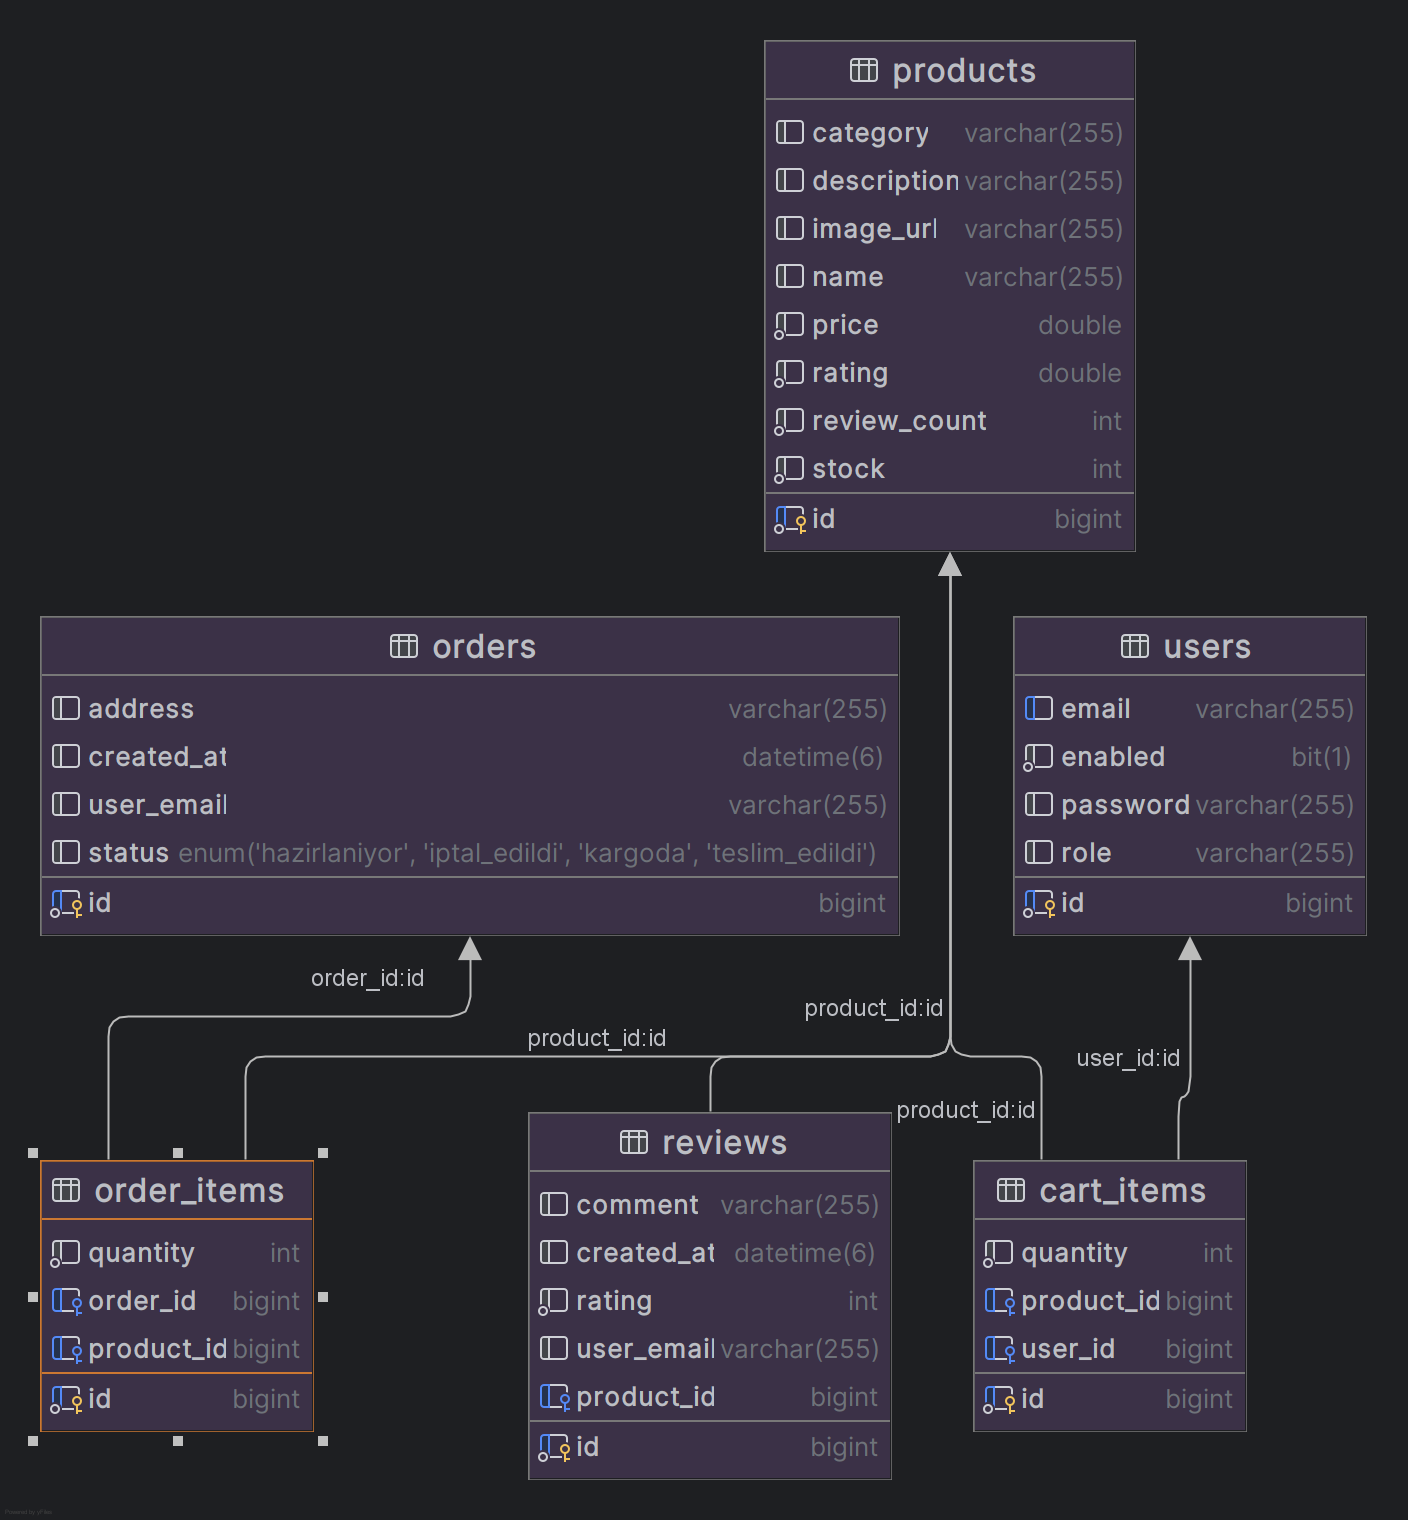 products
category varchar(255)
description varchar(255)
image_url varchar(255)
name varchar(255)
price double
rating double
review_count int
stock int
id bigint
orders
address varchar(255)
created_at datetime(6)
user_email varchar(255)
status enum('hazirlaniyor', 'iptal_edildi', 'kargoda', 'teslim_edildi')
id bigint
users
email varchar(255)
enabled bit(1)
password varchar(255)
role varchar(255)
id bigint
order_id:id
product_id:id
product_id:id
user_id:id
product_id:id
order_items
quantity int
order_id bigint
product_id bigint
id bigint
reviews
comment varchar(255)
created_at datetime(6)
rating int
user_email varchar(255)
product_id bigint
id bigint
cart_items
quantity int
product_id bigint
user_id bigint
id bigint